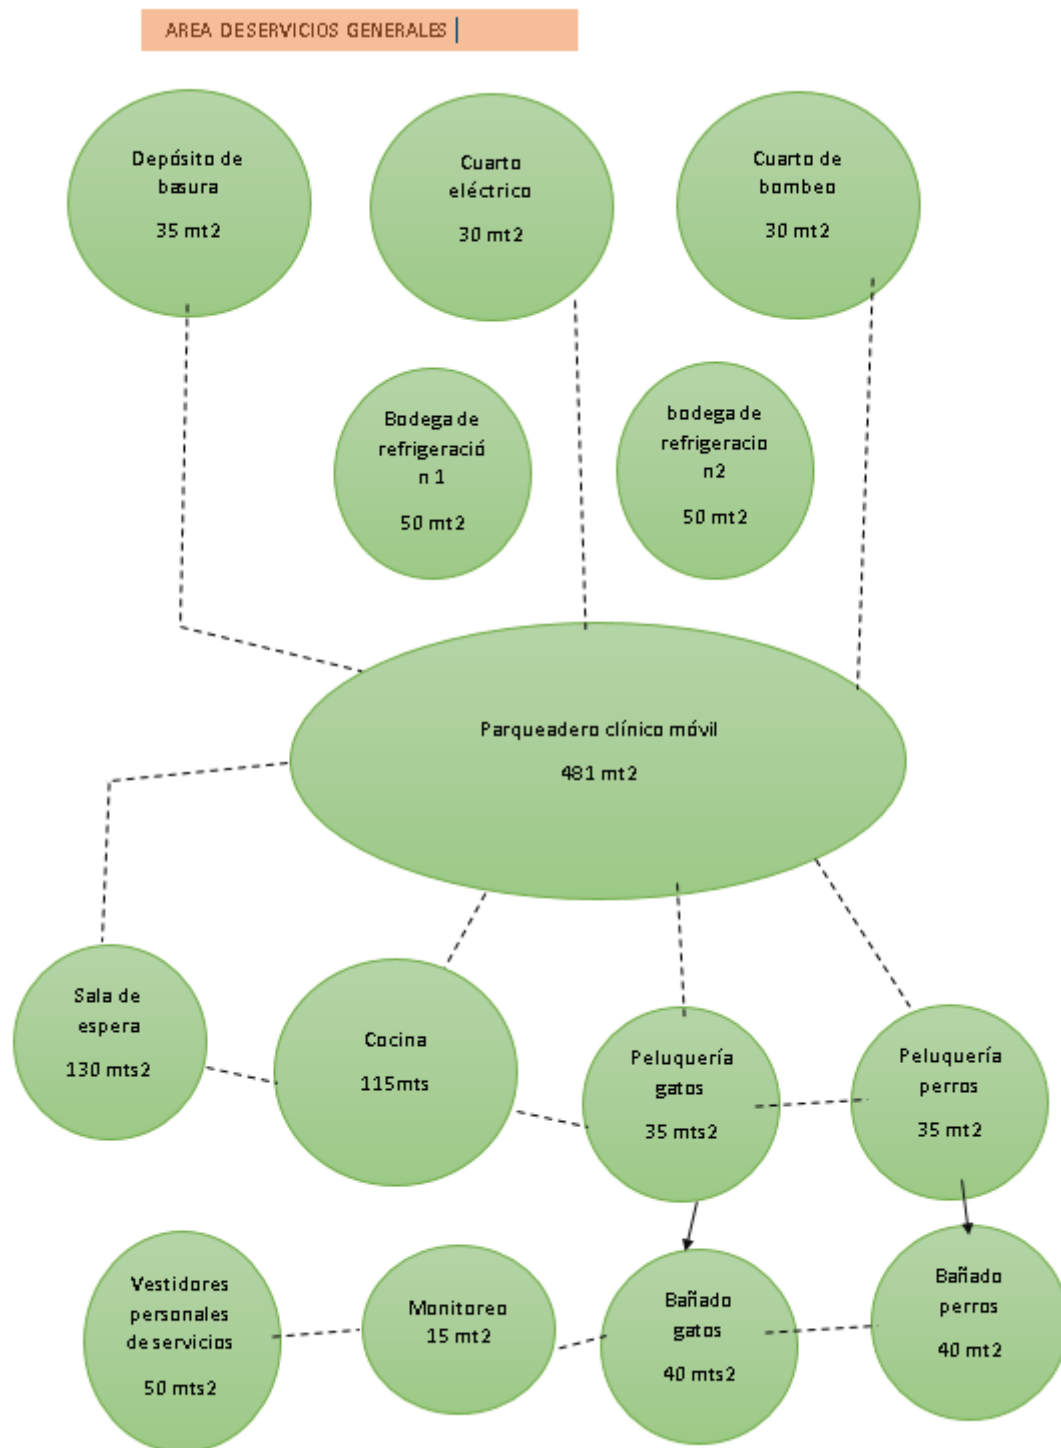 AREA DE SERVICIOS GENERALES
Depósito de
basura
35 mt2
Cuarto
eléctrico
30 mt2
Cuarto de
bombeo
30 mt2
Bodega de
refrigeració
n 1
50 mt2
bodega de
refrigeracio
n2
50 mt2
Parqueadero clínico móvil
481 mt2
Sala de
espera
130 mts2
Cocina
115mts
Peluquería
gatos
35 mts2
Peluquería
perros
35 mt2
Vestidores
personales
de servicios
50 mts2
Monitoreo
15 mt2
Bañado
gatos
40 mts2
Bañado
perros
40 mt2